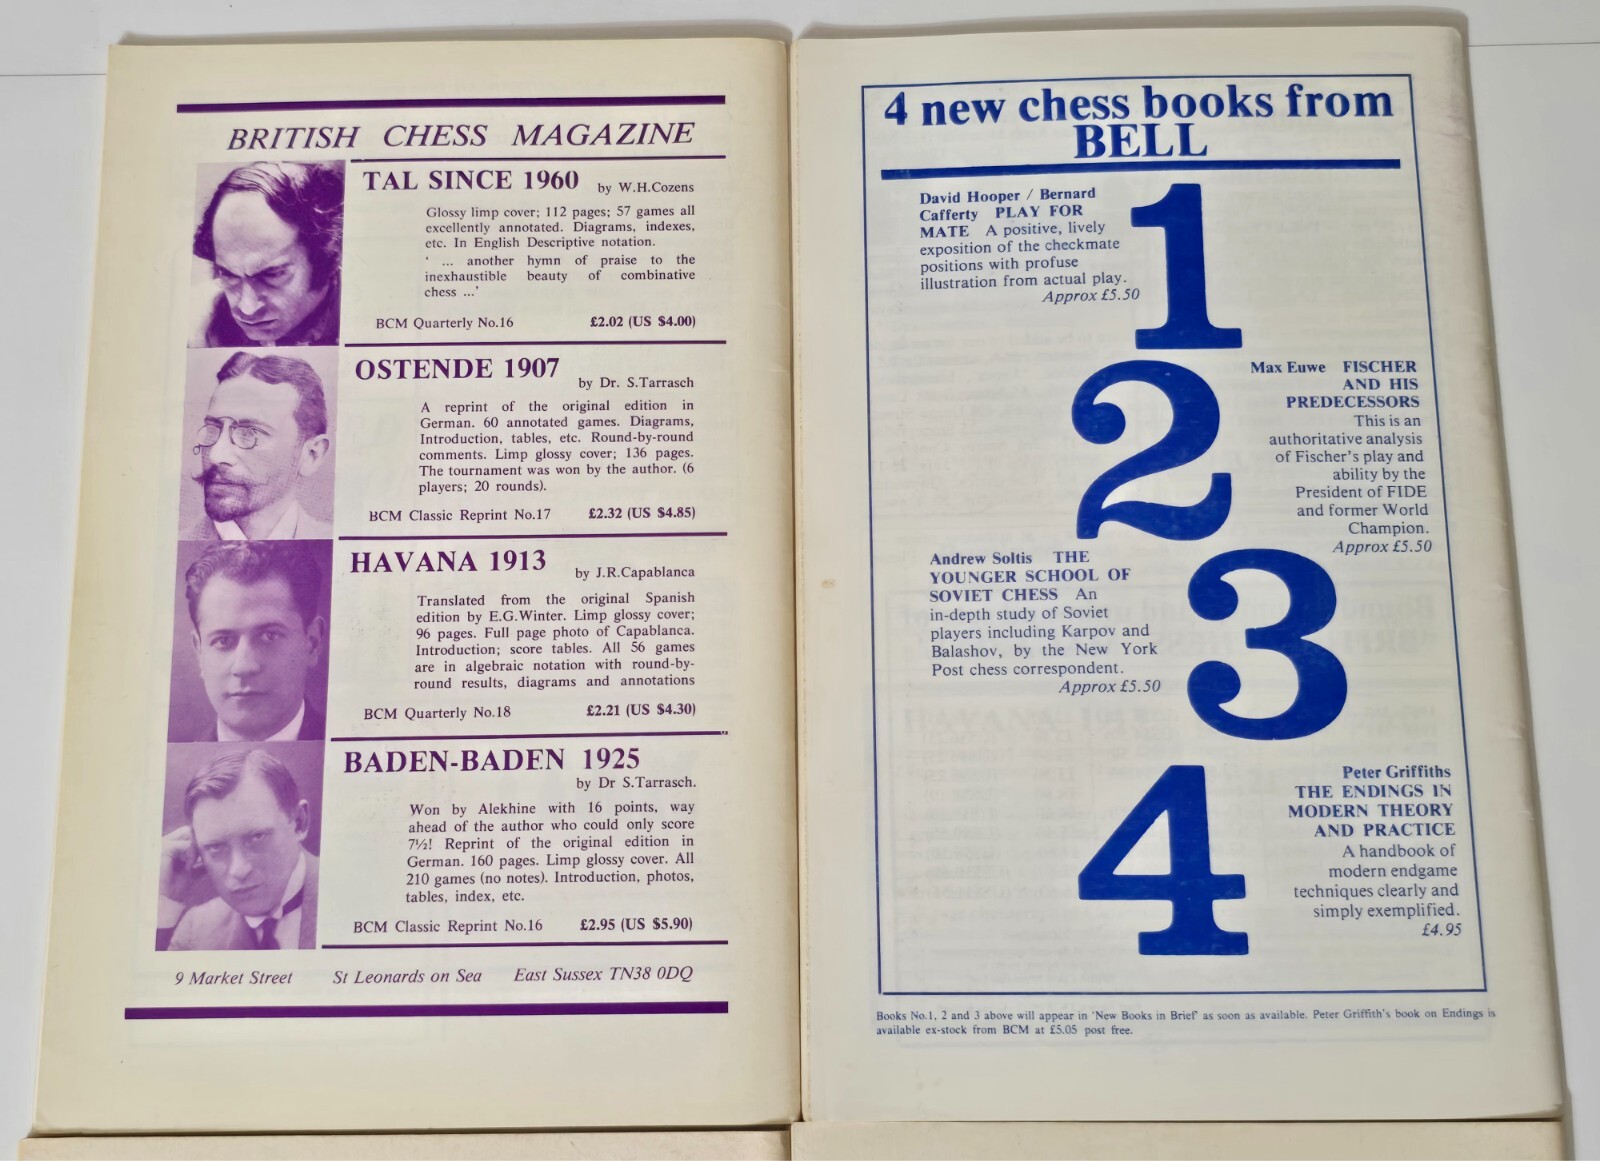 BRITISH CHESS MAGAZINE
TAL SINCE 1960 by W.H.Cozens
Glossy limp cover; 112 pages; 57 games all
excellently annotated. Diagrams, indexes,
etc. In English Descriptive notation.
' ... another hymn of praise to the
inexhaustible beauty of combinative
chess ...'
BCM Quarterly No.16 £2.02 (US $4.00)
OSTENDE 1907
by Dr. S.Tarrasch
A reprint of the original edition in
German. 60 annotated games. Diagrams,
Introduction, tables, etc. Round-by-round
comments. Limp glossy cover; 136 pages.
The tournament was won by the author. (6
players; 20 rounds).
BCM Classic Reprint No.17 £2.32 (US $4.85)
HAVANA 1913
by J.R.Capablanca
Translated from the original Spanish
edition by E.G.Winter. Limp glossy cover;
96 pages. Full page photo of Capablanca.
Introduction; score tables. All 56 games
are in algebraic notation with round-by-
round results, diagrams and annotations
BCM Quarterly No.18 £2.21 (US $4.30)
BADEN-BADEN 1925
by Dr S.Tarrasch.
Won by Alekhine with 16 points, way
ahead of the author who could only score
7½! Reprint of the original edition in
German. 160 pages. Limp glossy cover. All
210 games (no notes). Introduction, photos,
tables, index, etc.
BCM Classic Reprint No.16 £2.95 (US $5.90)
9 Market Street St Leonards on Sea East Sussex TN38 0DQ
4 new chess books from
BELL
1
David Hooper / Bernard
Cafferty PLAY FOR
MATE A positive, lively
exposition of the checkmate
positions with profuse
illustration from actual play.
Approx £5.50
2
Max Euwe FISCHER
AND HIS
PREDECESSORS
This is an
authoritative analysis
of Fischer's play and
ability by the
President of FIDE
and former World
Champion.
Approx £5.50
3
Andrew Soltis THE
YOUNGER SCHOOL OF
SOVIET CHESS An
in-depth study of Soviet
players including Karpov and
Balashov, by the New York
Post chess correspondent.
Approx £5.50
4
Peter Griffiths
THE ENDINGS IN
MODERN THEORY
AND PRACTICE
A handbook of
modern endgame
techniques clearly and
simply exemplified.
£4.95
Books No.1, 2 and 3 above will appear in 'New Books in Brief' as soon as available. Peter Griffith's book on Endings is
available ex-stock from BCM at £5.05 post free.